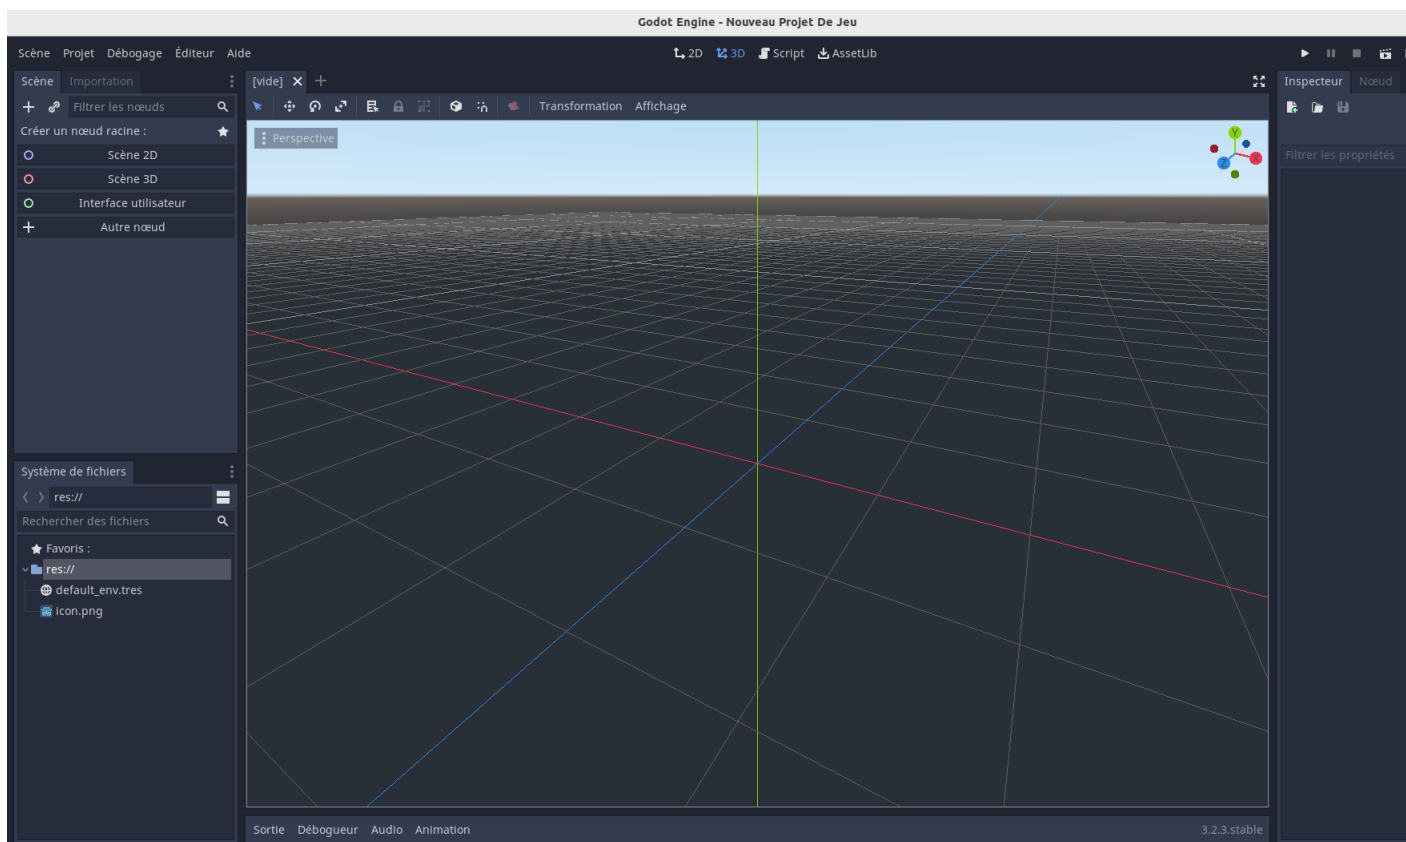 Godot Engine - Nouveau Projet De Jeu
Scène Projet Débogage Éditeur Aide
2D 3D Script AssetLib
Scène Importation
[vide]
Inspecteur Nœud
Filtrer les nœuds
Transformation Affichage
Créer un nœud racine :
Perspective
Y
X
Z
Scène 2D
Filtrer les propriétés
Scène 3D
Interface utilisateur
Autre nœud
Système de fichiers
res://
Rechercher des fichiers
Favoris :
res://
default_env.tres
icon.png
Sortie Débogueur Audio Animation
3.2.3.stable